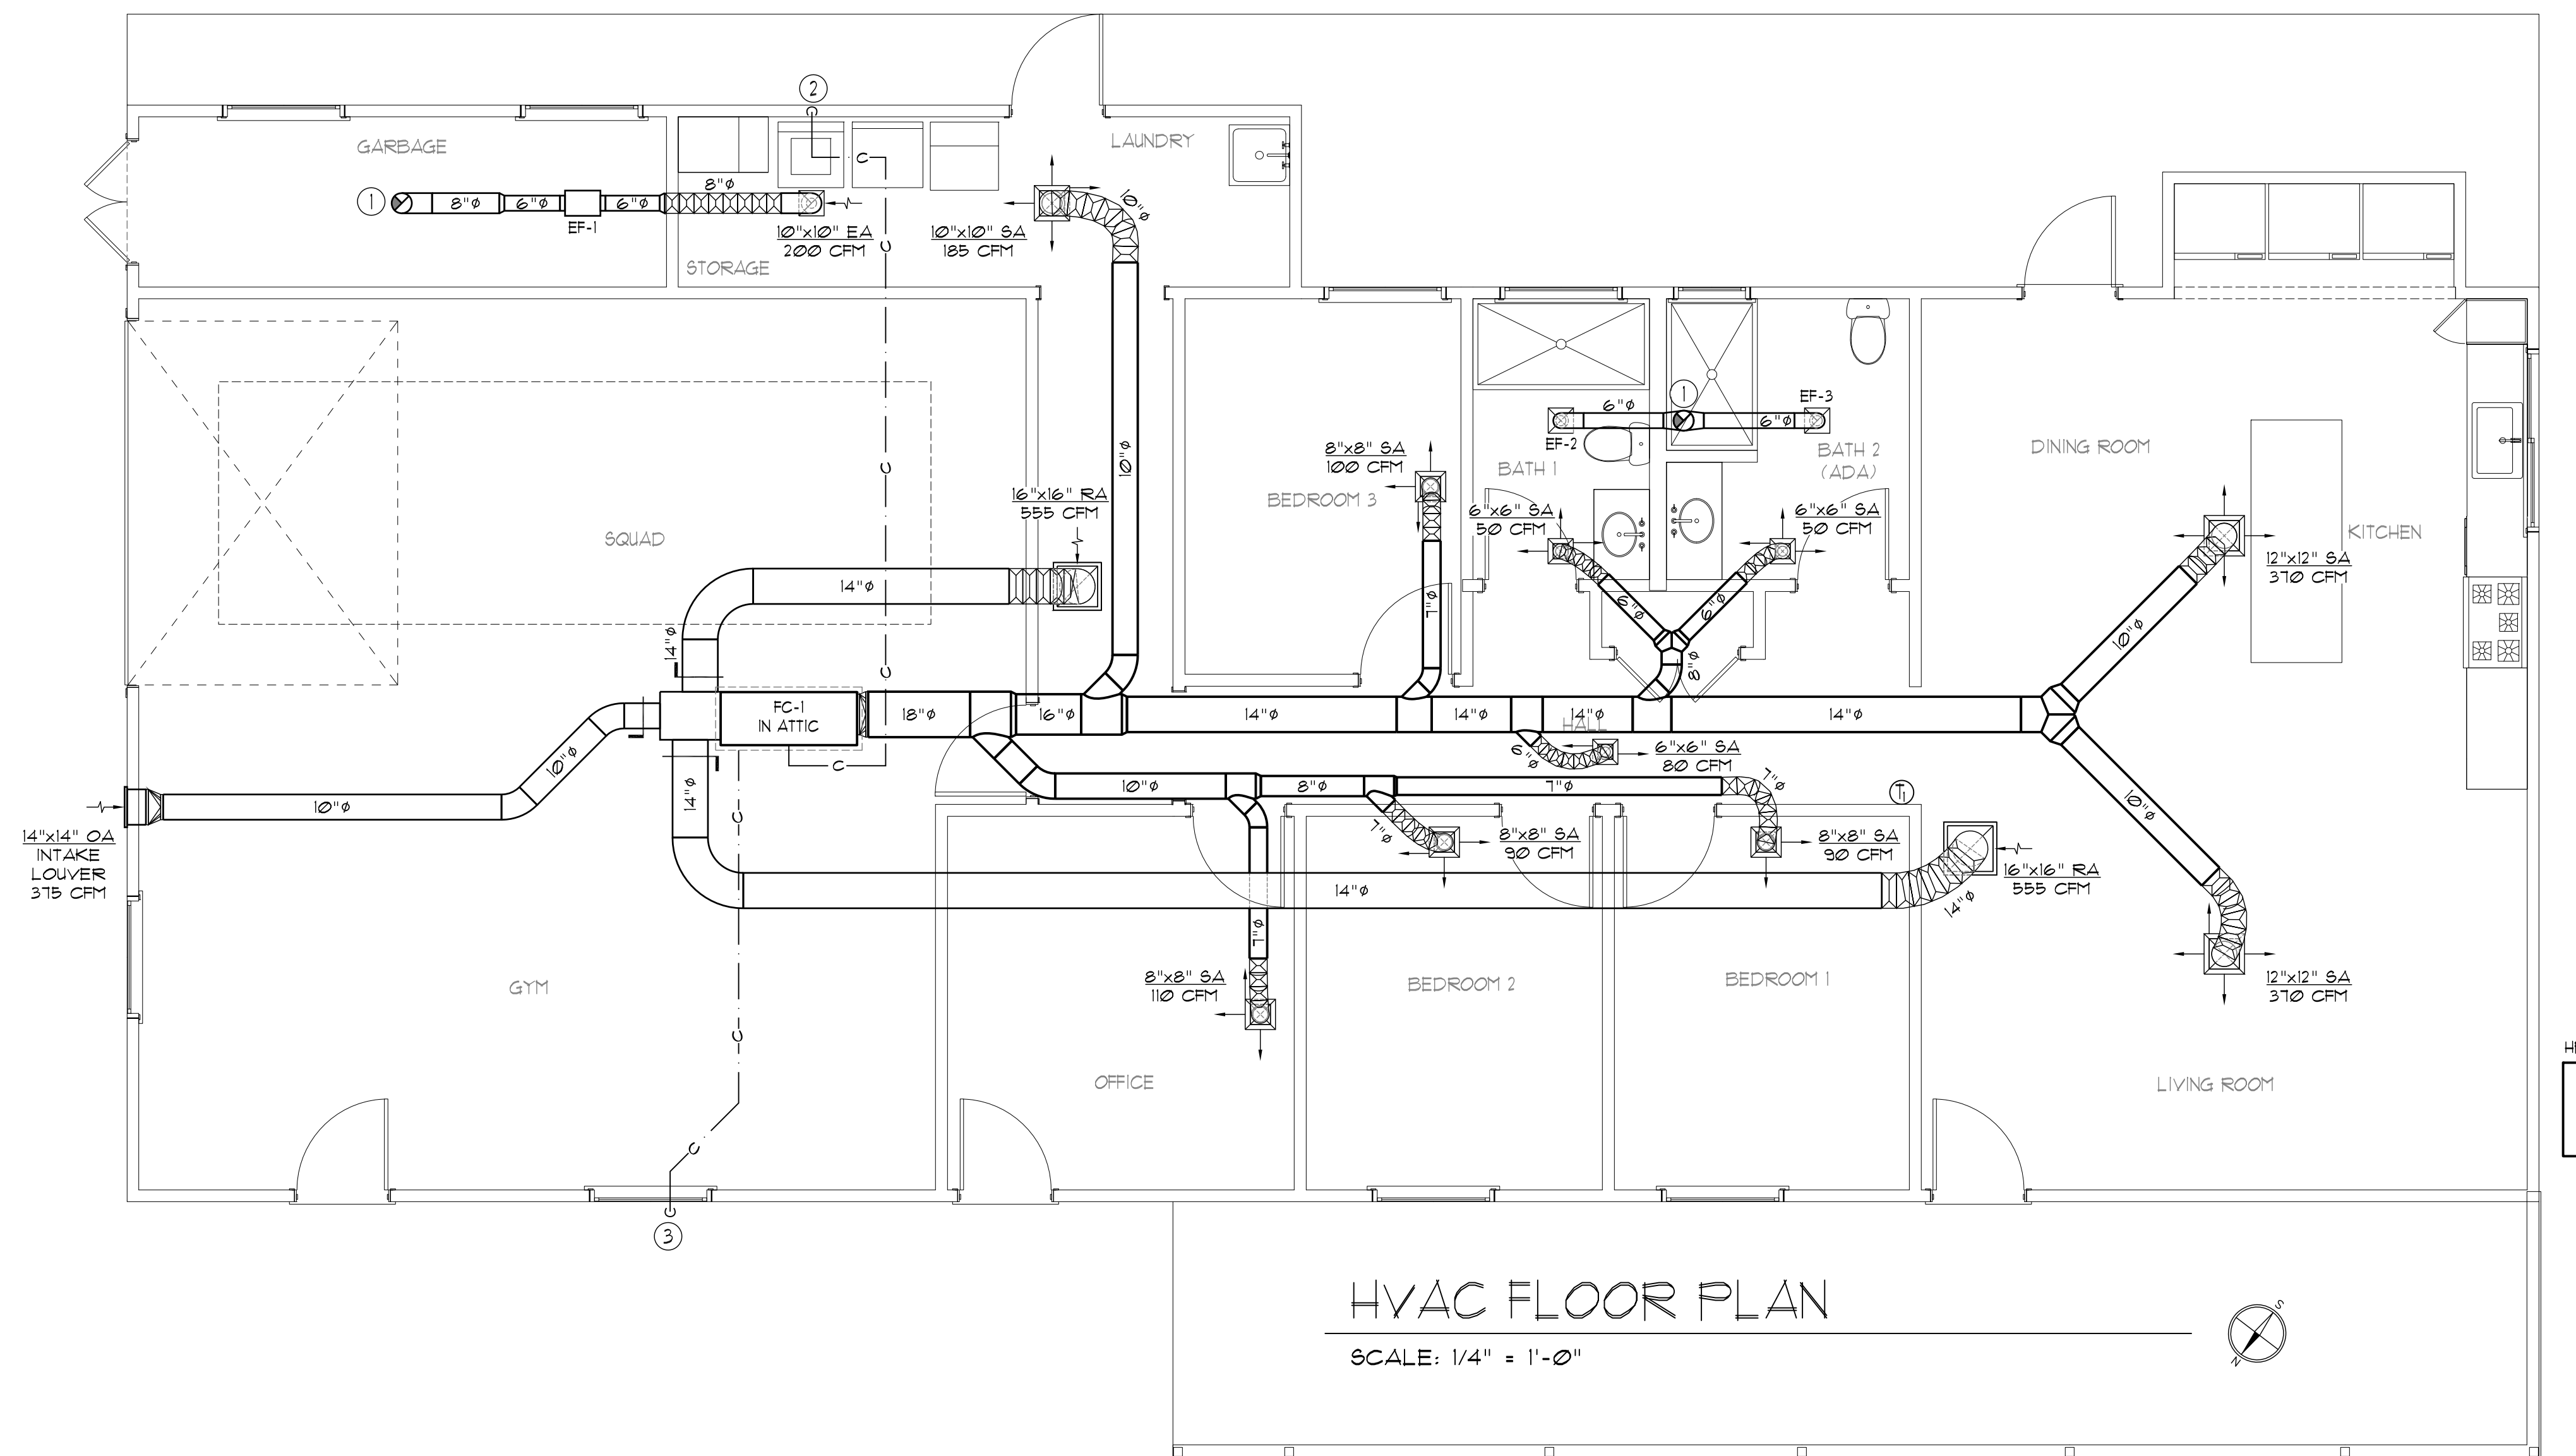 2
GARBAGE
LAUNDRY
C
1
8"ø
6"ø
6"ø
8"ø
EF-1
10"x10" EA
200 CFM
10"x10" SA
185 CFM
10"ø
C
STORAGE
1
EF-3
6"ø
6"ø
EF-2
8"x8" SA
100 CFM
BATH 1
BATH 2
(ADA)
DINING ROOM
10"ø
C
16"x16" RA
555 CFM
BEDROOM 3
6"x6" SA
50 CFM
6"x6" SA
50 CFM
KITCHEN
SQUAD
12"x12" SA
370 CFM
14"ø
7"ø
6"ø
6"ø
10"ø
14"ø
C
8"ø
FC-1
IN ATTIC
18"ø
16"ø
14"ø
14"ø
14"ø
14"ø
HALL
6"ø
6"x6" SA
80 CFM
10"ø
C
10"ø
8"ø
7"ø
7"ø
T1
10"ø
14"ø
10"ø
C
14"x14" OA
INTAKE
LOUVER
375 CFM
7"ø
8"x8" SA
90 CFM
8"x8" SA
90 CFM
16"x16" RA
555 CFM
14"ø
14"ø
7"ø
GYM
8"x8" SA
110 CFM
BEDROOM 2
BEDROOM 1
12"x12" SA
370 CFM
C
OFFICE
LIVING ROOM
C
C
3
HVAC FLOOR PLAN
SCALE: 1/4" = 1'-0"
S
N